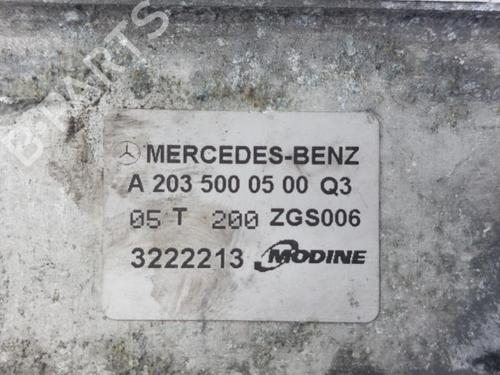 B-PARTS
MERCEDES-BENZ
A 203 500 05 00 Q3
05 T 200 ZGS006
3222213 MODINE